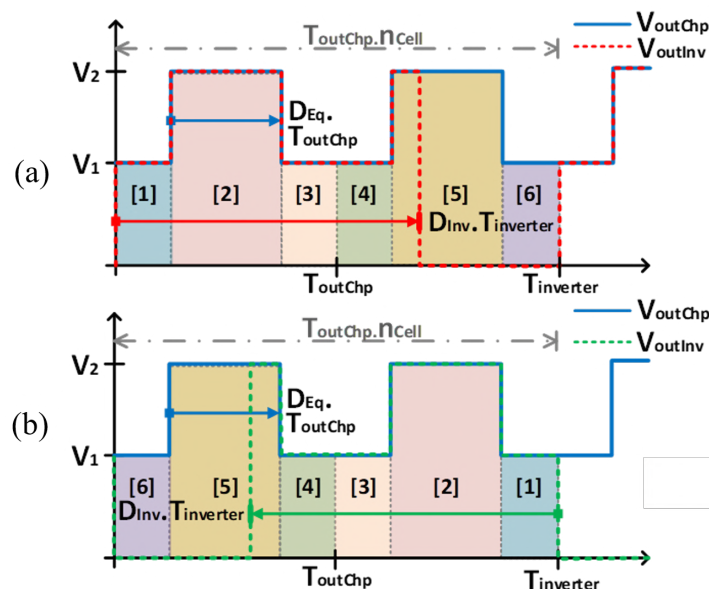 VoutChp
VoutInv
ToutChp.nCell
V2
DEq.
ToutChp
V1
(a)
[1] [2] [3] [4] [5] [6]
DInv.Tinverter
ToutChp Tinverter
VoutChp
VoutInv
ToutChp.nCell
V2
DEq.
ToutChp
(b)
V1
[6] [5] [4] [3] [2] [1]
DInv.Tinverter
ToutChp Tinverter